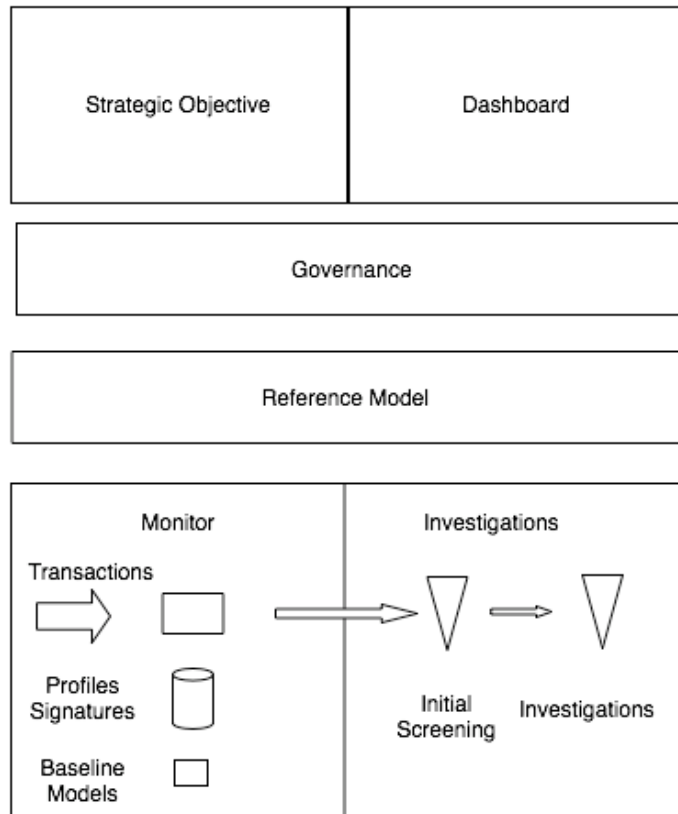 Strategic Objective
Dashboard
Governance
Reference Model
Monitor
Transactions
Profiles
Signatures
Baseline
Models
Investigations
Initial
Screening
Investigations